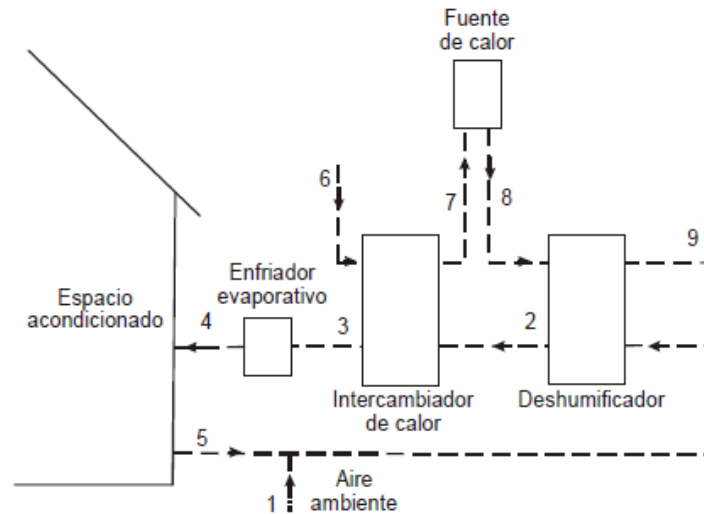 Fuente
de calor
6
7
8
9
Enfriador
evaporativo
Espacio
acondicionado
4
3
2
Intercambiador
de calor
Deshumificador
5
Aire
ambiente
1